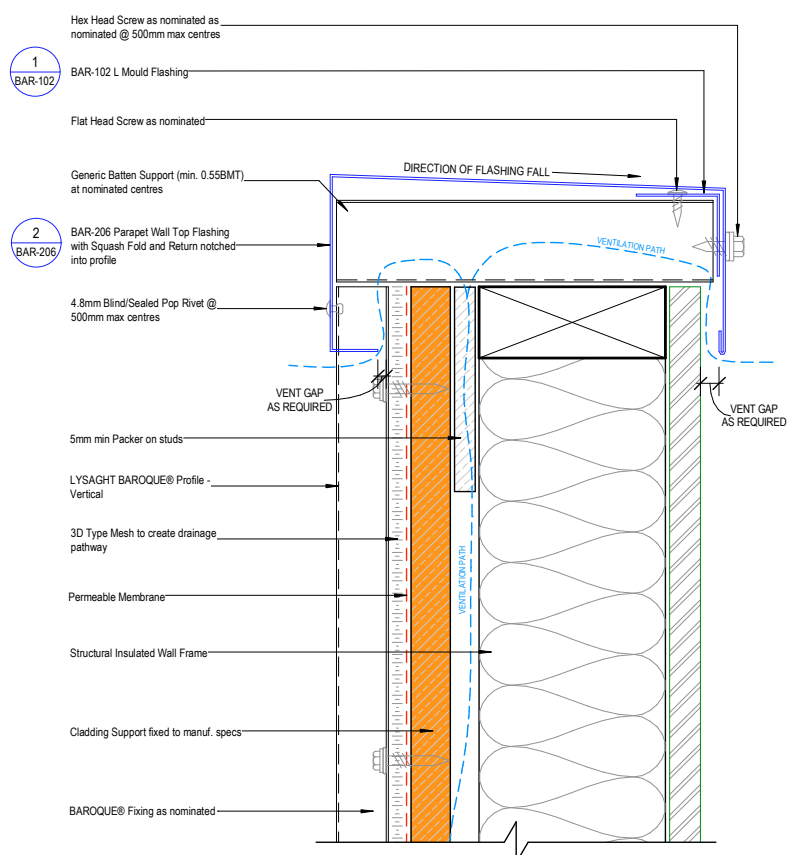 Hex Head Screw as nominated as
nominated @ 500mm max centres
1
BAR-102
BAR-102 L Mould Flashing
Flat Head Screw as nominated
DIRECTION OF FLASHING FALL
Generic Batten Support (min. 0.55BMT)
at nominated centres
2
BAR-206
BAR-206 Parapet Wall Top Flashing
with Squash Fold and Return notched
into profile
VENTILATION PATH
4.8mm Blind/Sealed Pop Rivet @
500mm max centres
VENT GAP
AS REQUIRED
VENT GAP
AS REQUIRED
5mm min Packer on studs
LYSAGHT BAROQUE® Profile -
Vertical
3D Type Mesh to create drainage
pathway
VENTILATION PATH
Permeable Membrane
Structural Insulated Wall Frame
Cladding Support fixed to manuf. specs
BAROQUE® Fixing as nominated